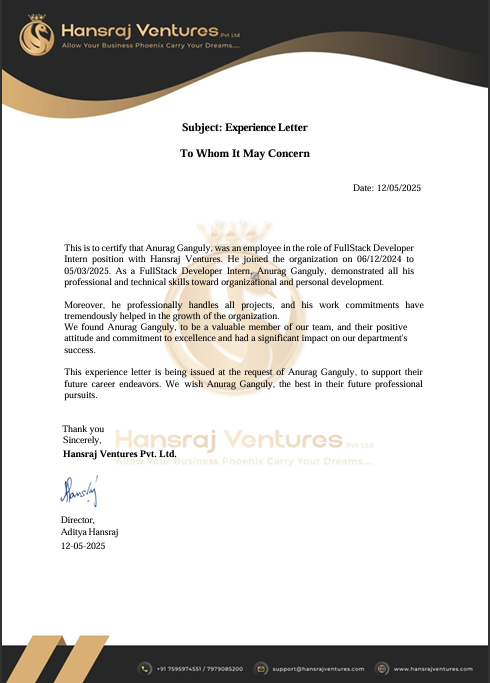 Hansraj Ventures Pvt Ltd
Allow Your Business Phoenix Carry Your Dreams....
Subject: Experience Letter
To Whom It May Concern
Date: 12/05/2025
This is to certify that Anurag Ganguly, was an employee in the role of FullStack Developer
Intern position with Hansraj Ventures. He joined the organization on 06/12/2024 to
05/03/2025. As a FullStack Developer Intern, Anurag Ganguly, demonstrated all his
professional and technical skills toward organizational and personal development.
Moreover, he professionally handles all projects, and his work commitments have
tremendously helped in the growth of the organization.
We found Anurag Ganguly, to be a valuable member of our team, and their positive
attitude and commitment to excellence and had a significant impact on our department's
success.
This experience letter is being issued at the request of Anurag Ganguly, to support their
future career endeavors. We wish Anurag Ganguly, the best in their future professional
pursuits.
Thank you
Sincerely,
Hansraj Ventures Pvt Ltd
Hansraj Ventures Pvt. Ltd.
Allow Your Business Phoenix Carry Your Dreams....
Hansraj
Director,
Aditya Hansraj
12-05-2025
+91 7595974551 / 7979085200
support@hansrajventures.com
www.hansrajventures.com